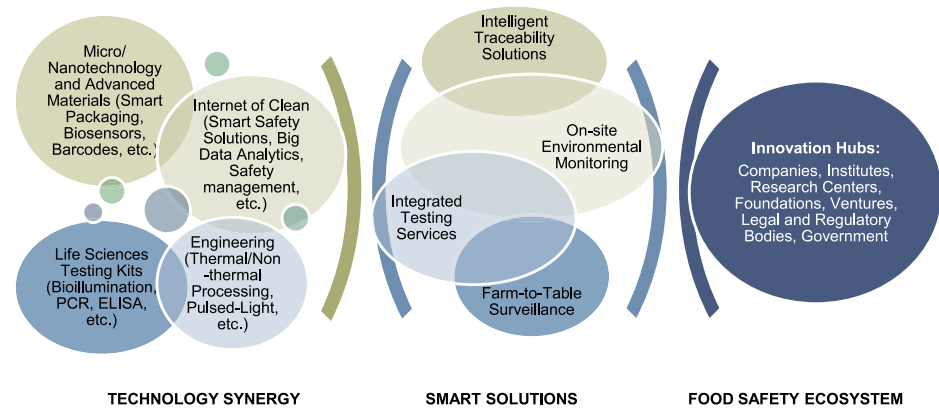 Micro/
Nanotechnology
and Advanced
Materials (Smart
Packaging,
Biosensors,
Barcodes, etc.)
Internet of Clean
(Smart Safety
Solutions, Big
Data Analytics,
Safety
management,
etc.)
Life Sciences
Testing Kits
(Bioillumination,
PCR, ELISA,
etc.)
Engineering
(Thermal/Non
-thermal
Processing,
Pulsed-Light,
etc.)
Intelligent
Traceability
Solutions
On-site
Environmental
Monitoring
Integrated
Testing
Services
Farm-to-Table
Surveillance
Innovation Hubs:
Companies, Institutes,
Research Centers,
Foundations, Ventures,
Legal and Regulatory
Bodies, Government
TECHNOLOGY SYNERGY
SMART SOLUTIONS
FOOD SAFETY ECOSYSTEM